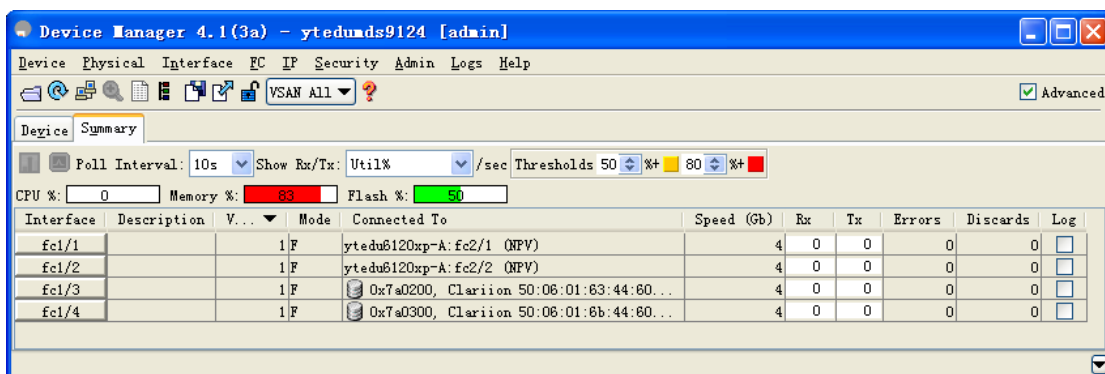 Device Manager 4.1(3a) - ytedumds9124 [admin]
Device Physical Interface FC IP Security Admin Logs Help
VSAN All Advanced
Device Summary
Poll Interval: 10s Show Rx/Tx: Util% /sec Thresholds 50 %+ 80 %+
CPU %: 0 Memory %: 83 Flash %: 50
Interface Description V... Mode Connected To Speed (Gb) Rx Tx Errors Discards Log
fc1/1 1 F ytedu6120xp-A:fc2/1 (NPV) 4 0 0 0 0
fc1/2 1 F ytedu6120xp-A:fc2/2 (NPV) 4 0 0 0 0
fc1/3 1 F 0x7a0200, Clariion 50:06:01:63:44:60... 4 0 0 0 0
fc1/4 1 F 0x7a0300, Clariion 50:06:01:6b:44:60... 4 0 0 0 0